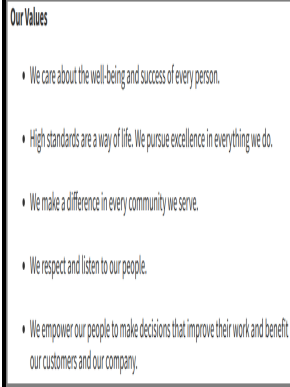 Our Values
• We care about the well-being and success of every person.
• High standards are a way of life. We pursue excellence in everything we do.
• We make a difference in every community we serve.
• We respect and listen to our people.
• We empower our people to make decisions that improve their work and benefit
our customers and our company.